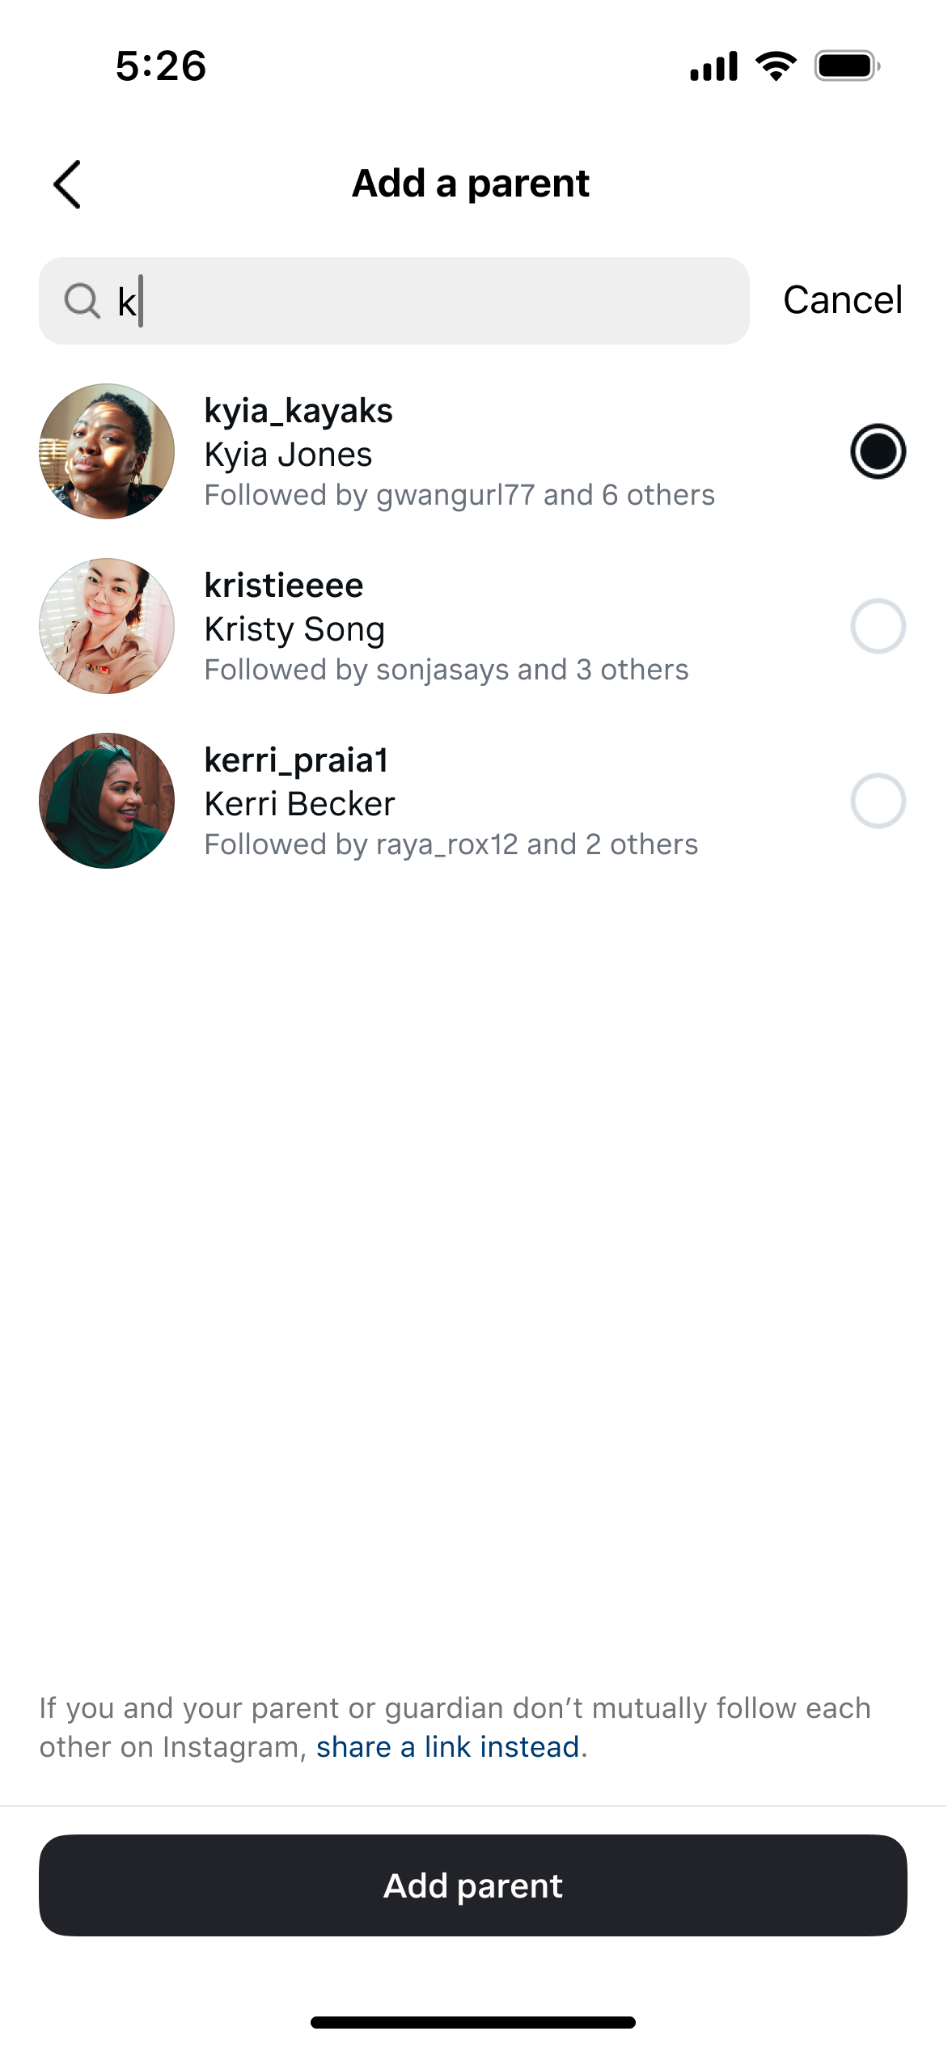 5:26
Add a parent
k
Cancel
kyia_kayaks
Kyia Jones
Followed by gwangurl77 and 6 others
kristieeee
Kristy Song
Followed by sonjasays and 3 others
kerri_praia1
Kerri Becker
Followed by raya_rox12 and 2 others
If you and your parent or guardian don’t mutually follow each
other on Instagram, share a link instead.
Add parent